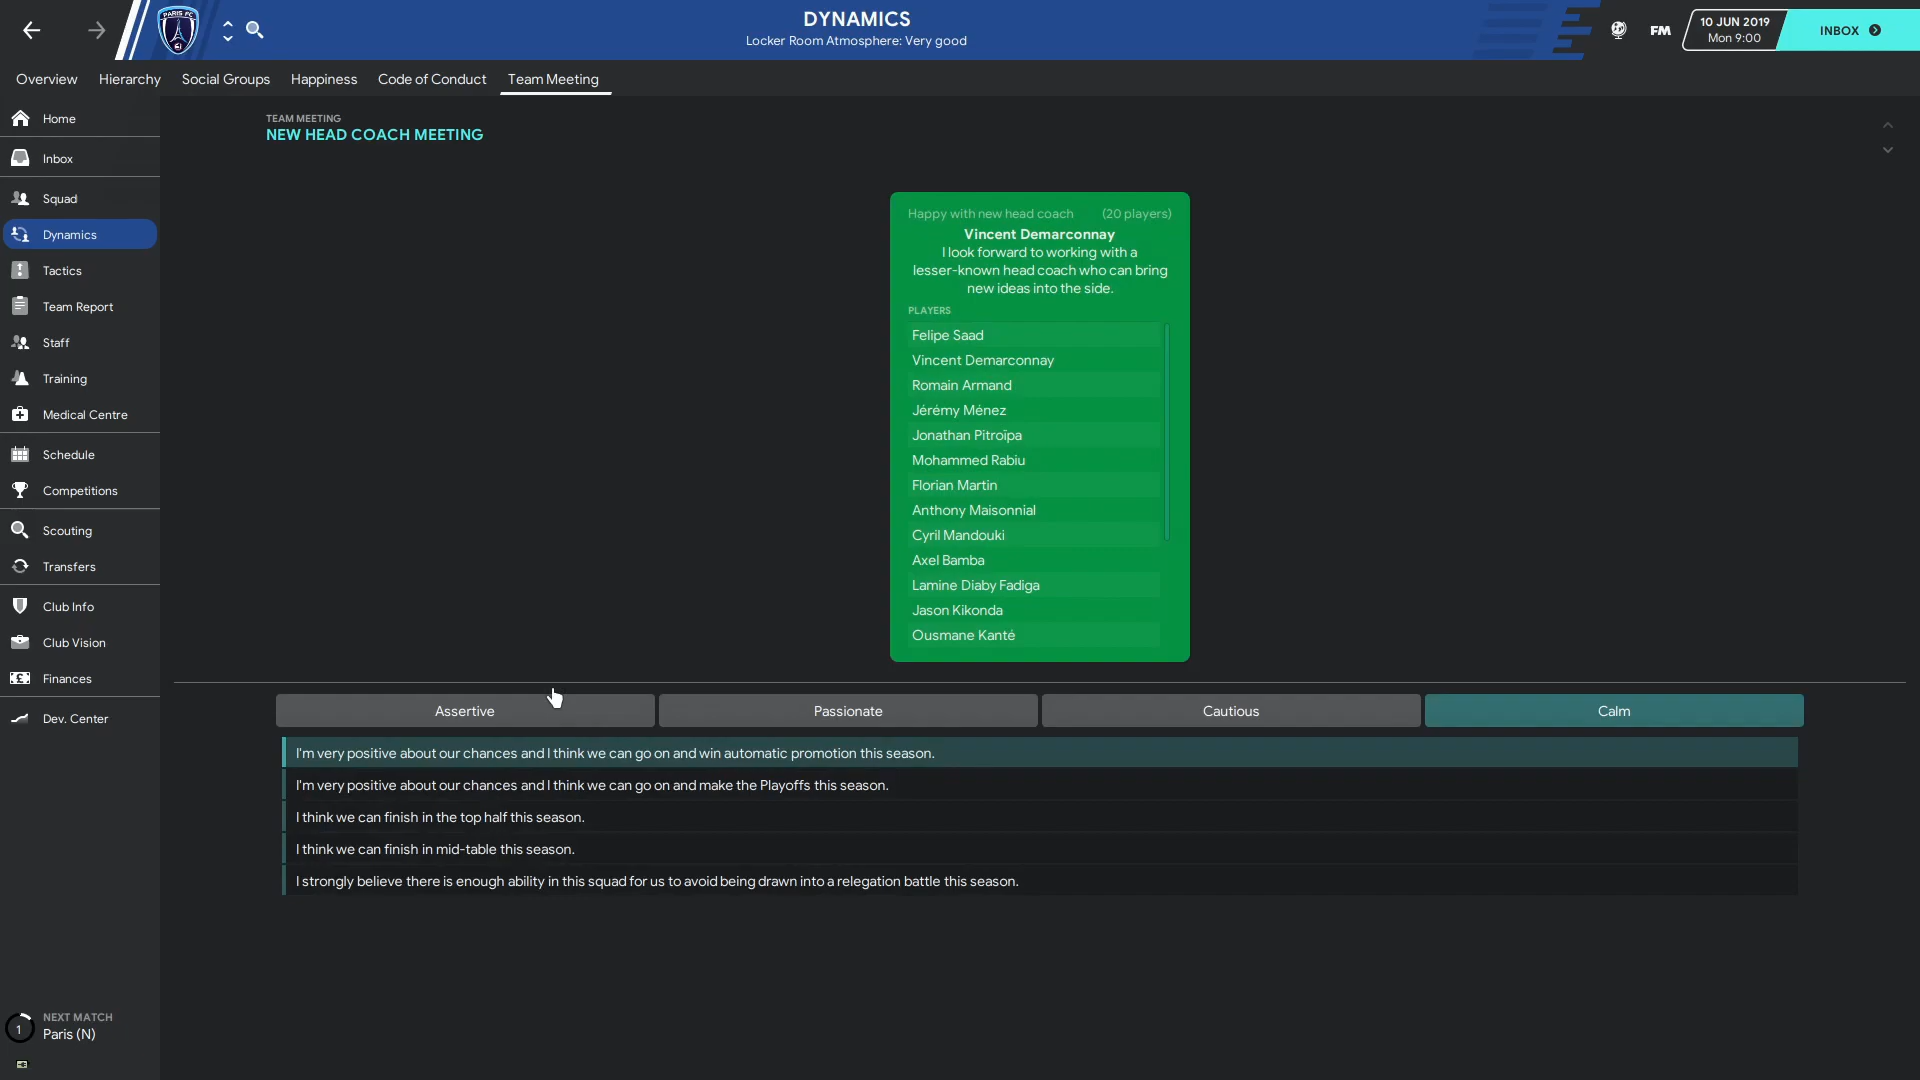 PARIS FC
DYNAMICS
Locker Room Atmosphere: Very good
FM
10 JUN 2019
Mon 9:00
INBOX
Overview
Hierarchy
Social Groups
Happiness
Code of Conduct
Team Meeting
Home
Inbox
Squad
Dynamics
Tactics
Team Report
Staff
Training
Medical Centre
Schedule
Competitions
Scouting
Transfers
Club Info
Club Vision
Finances
Dev. Center
NEXT MATCH
1
Paris (N)
TEAM MEETING
NEW HEAD COACH MEETING
Happy with new head coach (20 players)
Vincent Demarconnay
I look forward to working with a
lesser-known head coach who can bring
new ideas into the side.
PLAYERS
Felipe Saad
Vincent Demarconnay
Romain Armand
Jérémy Ménez
Jonathan Pitroïpa
Mohammed Rabiu
Florian Martin
Anthony Maisonnial
Cyril Mandouki
Axel Bamba
Lamine Diaby Fadiga
Jason Kikonda
Ousmane Kanté
Assertive
Passionate
Cautious
Calm
I'm very positive about our chances and I think we can go on and win automatic promotion this season.
I'm very positive about our chances and I think we can go on and make the Playoffs this season.
I think we can finish in the top half this season.
I think we can finish in mid-table this season.
I strongly believe there is enough ability in this squad for us to avoid being drawn into a relegation battle this season.